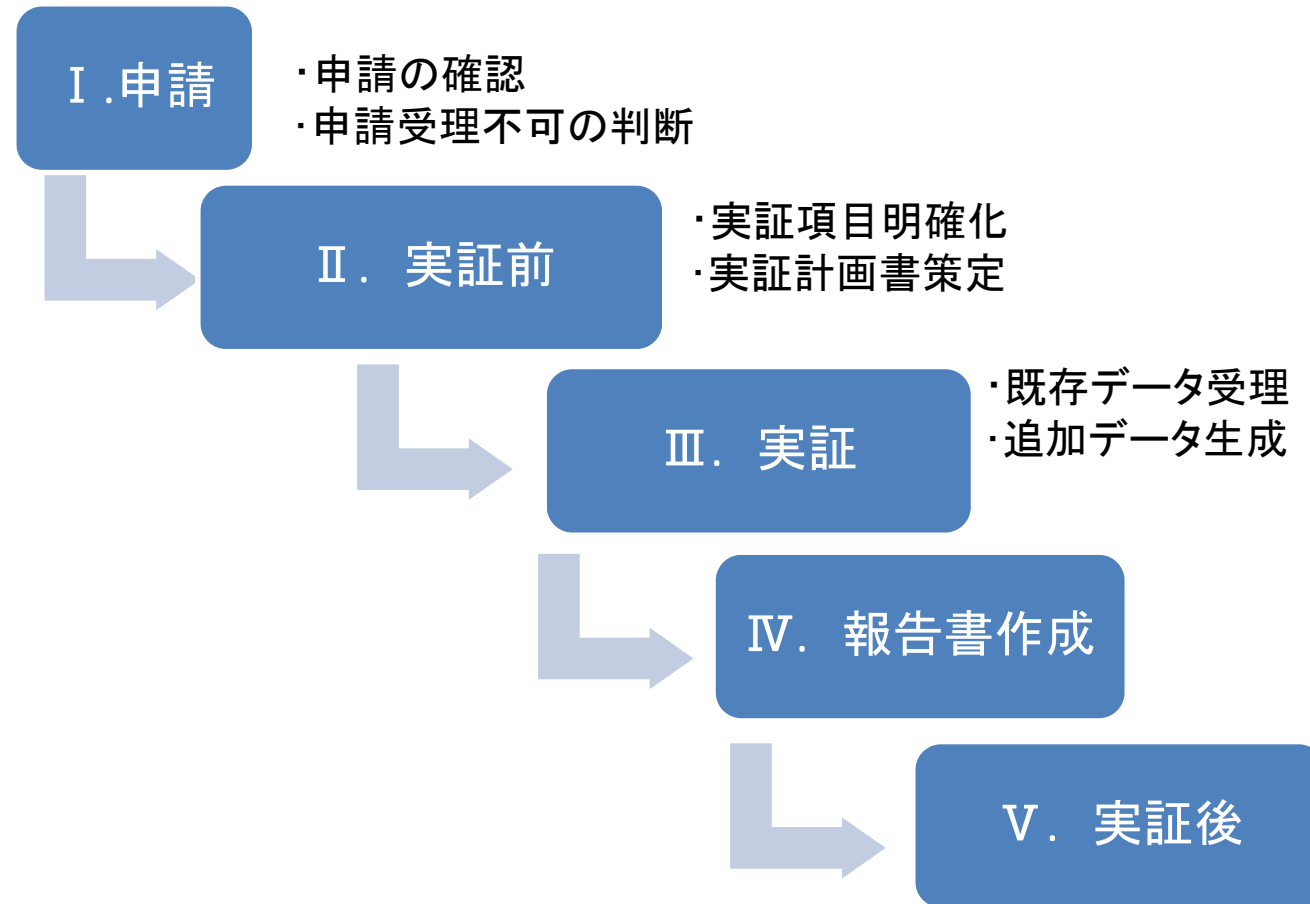 Ⅰ.申請
・申請の確認
・申請受理不可の判断
Ⅱ. 実証前
・実証項目明確化
・実証計画書策定
Ⅲ. 実証
・既存データ受理
・追加データ生成
Ⅳ. 報告書作成
Ⅴ. 実証後